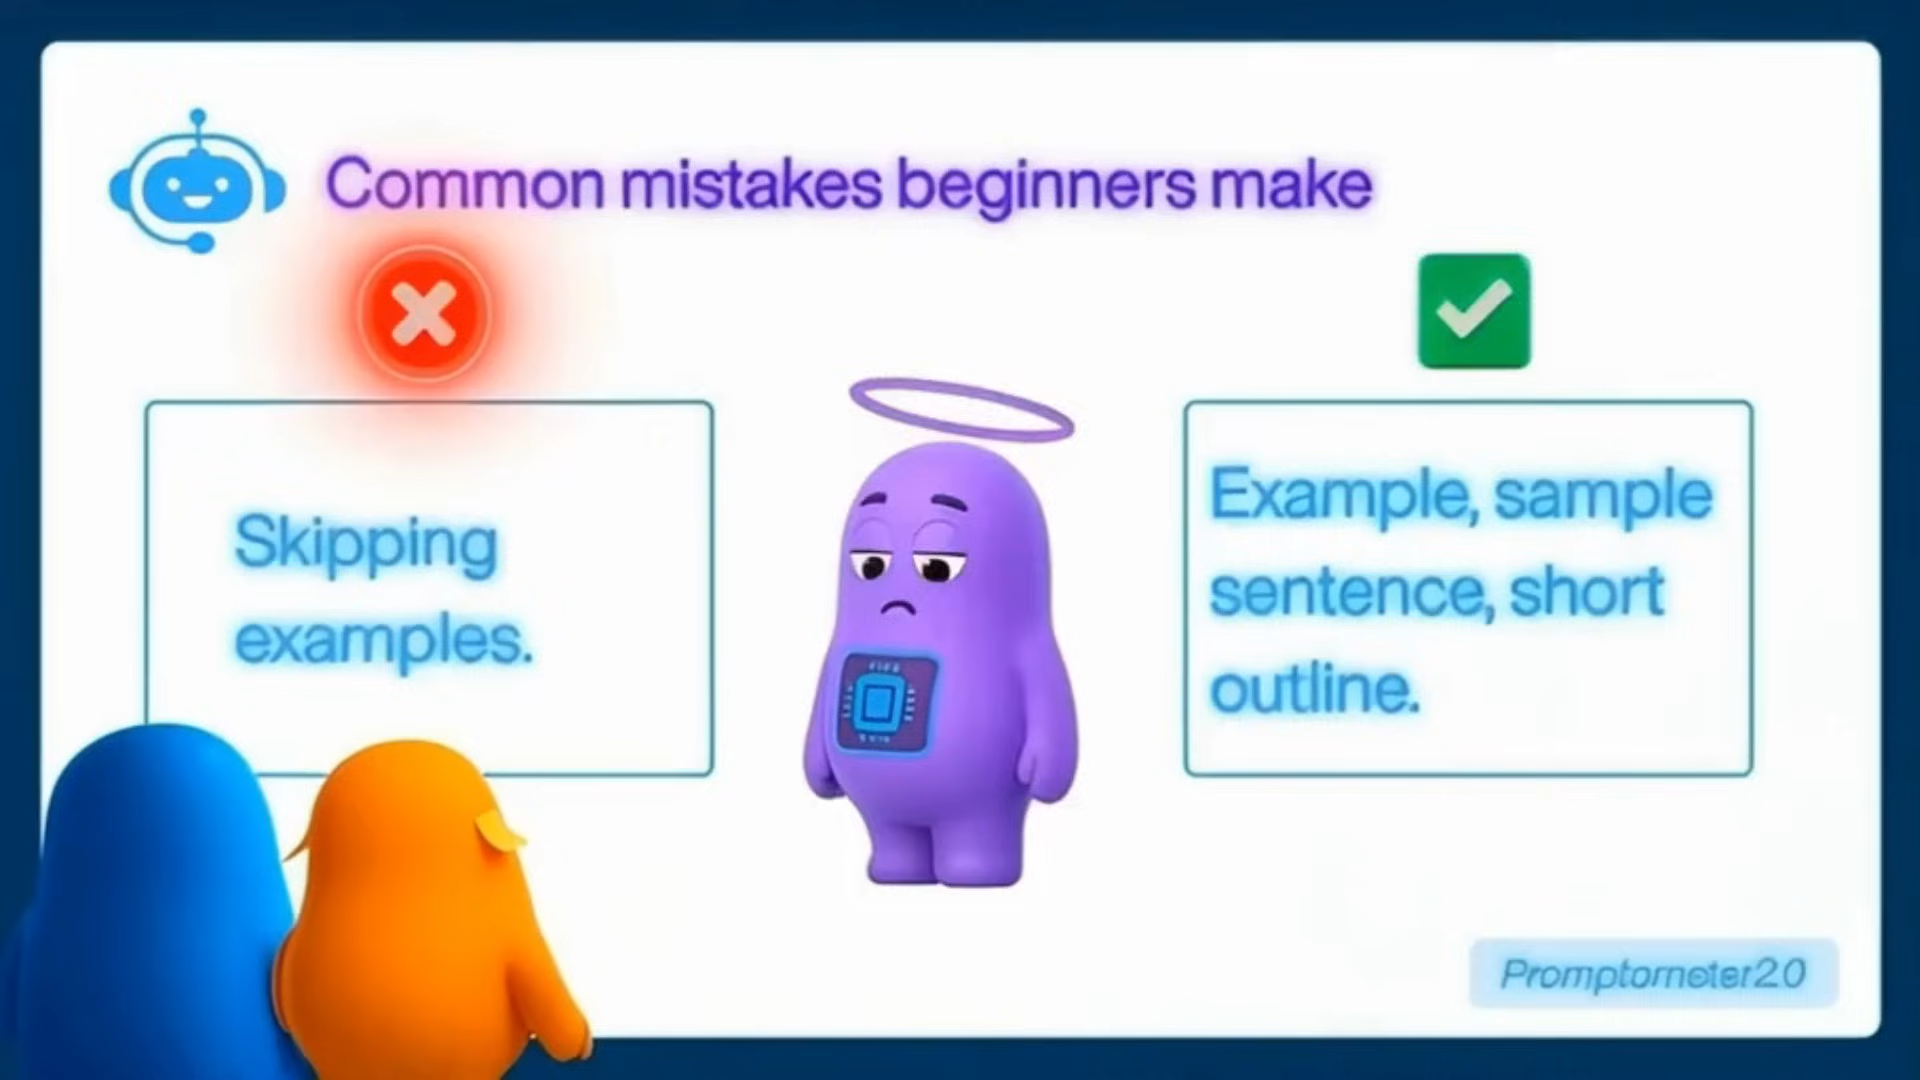 Common mistakes beginners make
Skipping
examples.
Example, sample
sentence, short
outline.
Promptometer2.0